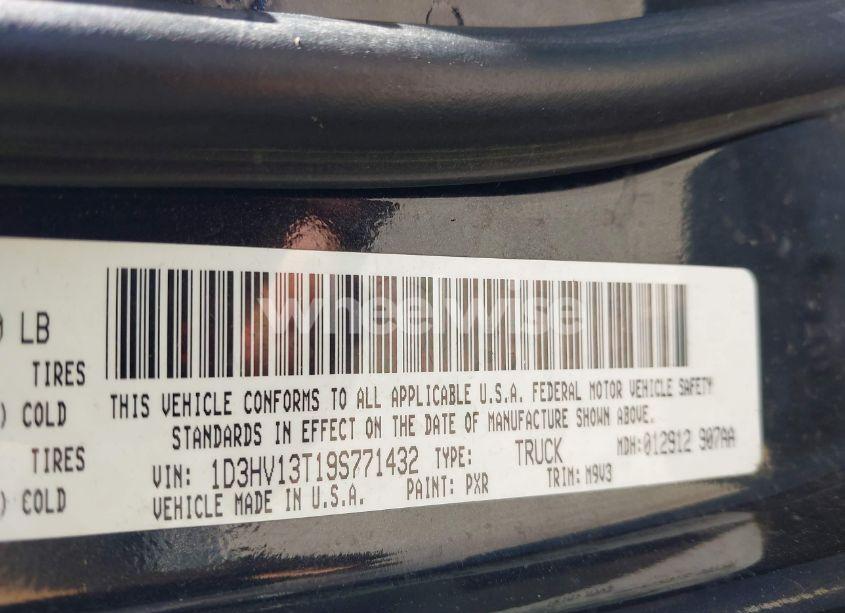 wheelwise
LB
TIRES
) COLD
TIRES
) COLD
THIS VEHICLE CONFORMS TO ALL APPLICABLE U.S.A. FEDERAL MOTOR VEHICLE SAFETY
STANDARDS IN EFFECT ON THE DATE OF MANUFACTURE SHOWN ABOVE.
VIN: 1D3HV13T19S771432 TYPE: TRUCK MDH:012912 907AA
VEHICLE MADE IN U.S.A. PAINT: PXR TRIM: M9V3